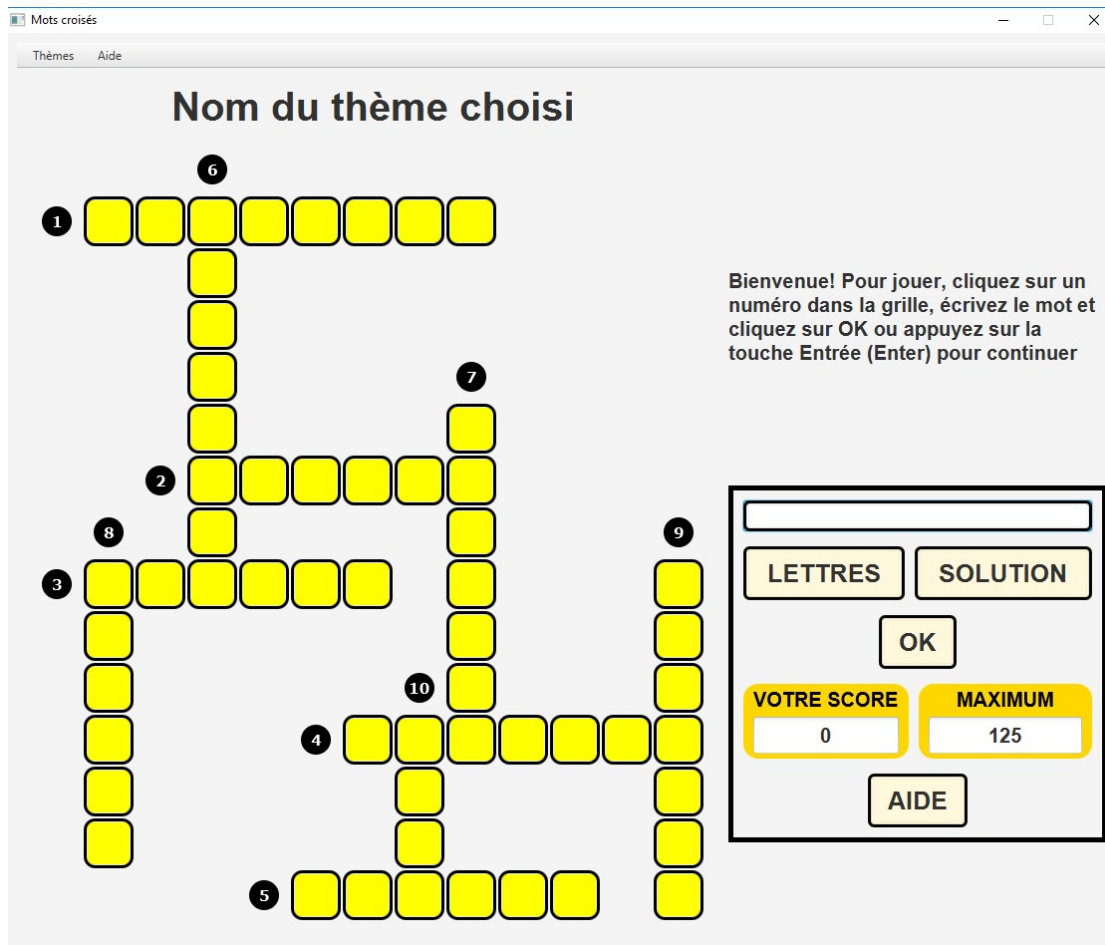 Mots croisés
Thèmes Aide
Nom du thème choisi
6
1
Bienvenue! Pour jouer, cliquez sur un
numéro dans la grille, écrivez le mot et
cliquez sur OK ou appuyez sur la
touche Entrée (Enter) pour continuer
7
2
8
9
3
LETTRES SOLUTION
OK
10
VOTRE SCORE MAXIMUM
0 125
4
AIDE
5